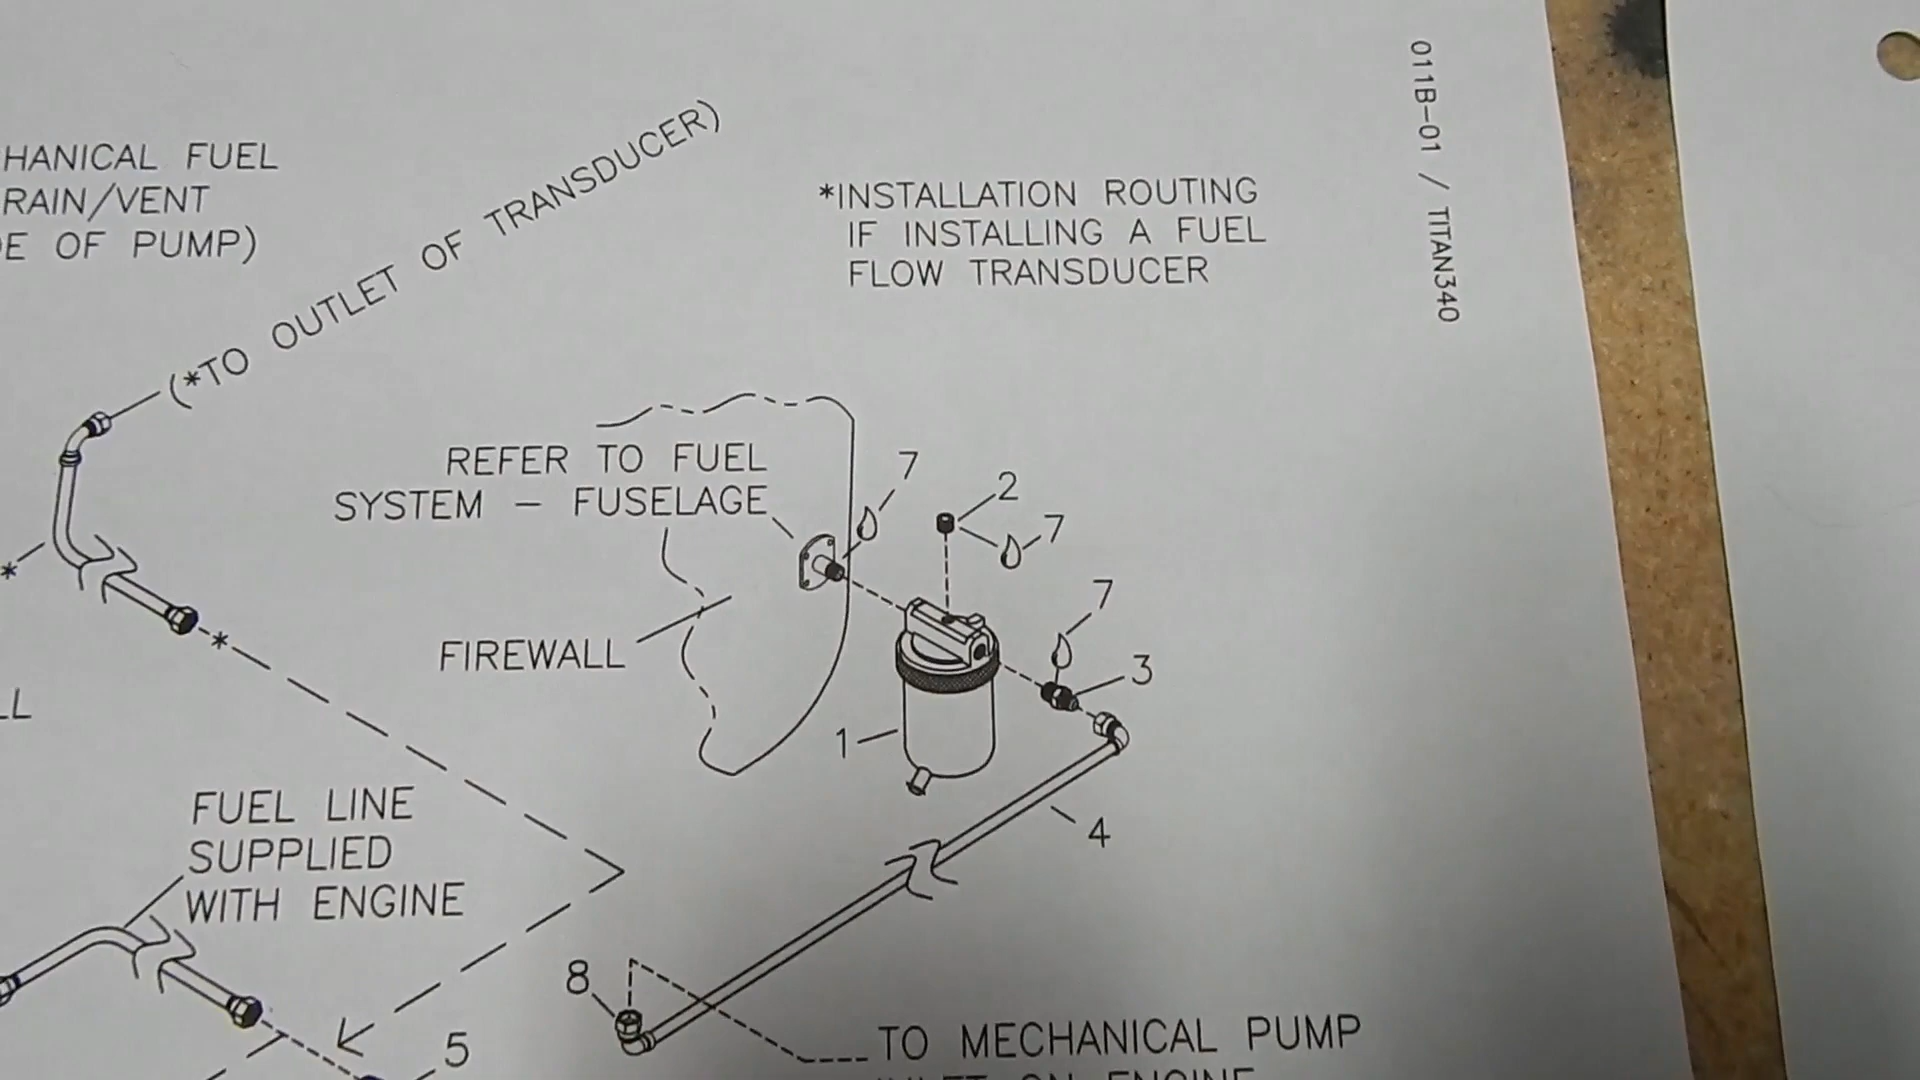 HANICAL FUEL
RAIN/VENT
E OF PUMP)
(*TO OUTLET OF TRANSDUCER)
*INSTALLATION ROUTING
IF INSTALLING A FUEL
FLOW TRANSDUCER
011B-01 / TITAN340
REFER TO FUEL
SYSTEM - FUSELAGE
7
2
7
7
3
*
*
FIREWALL
LL
1
4
FUEL LINE
SUPPLIED
WITH ENGINE
8
5
TO MECHANICAL PUMP